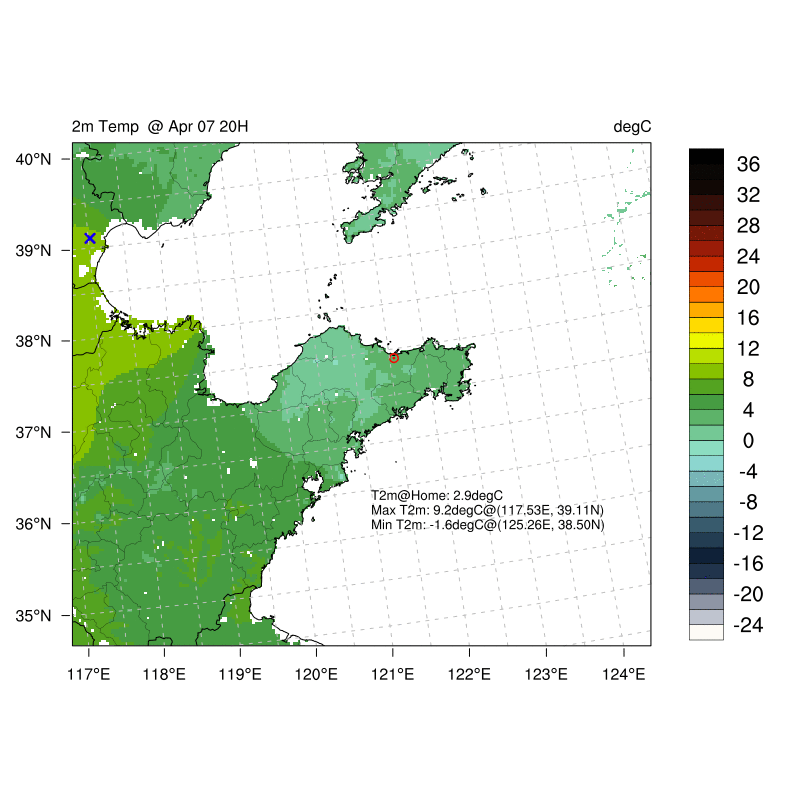 2m Temp @ Apr 07 20H
degC
40°N
39°N
38°N
37°N
36°N
35°N
117°E
118°E
119°E
120°E
121°E
122°E
123°E
124°E
T2m@Home: 2.9degC
Max T2m: 9.2degC@(117.53E, 39.11N)
Min T2m: -1.6degC@(125.26E, 38.50N)
36
32
28
24
20
16
12
8
4
0
-4
-8
-12
-16
-20
-24